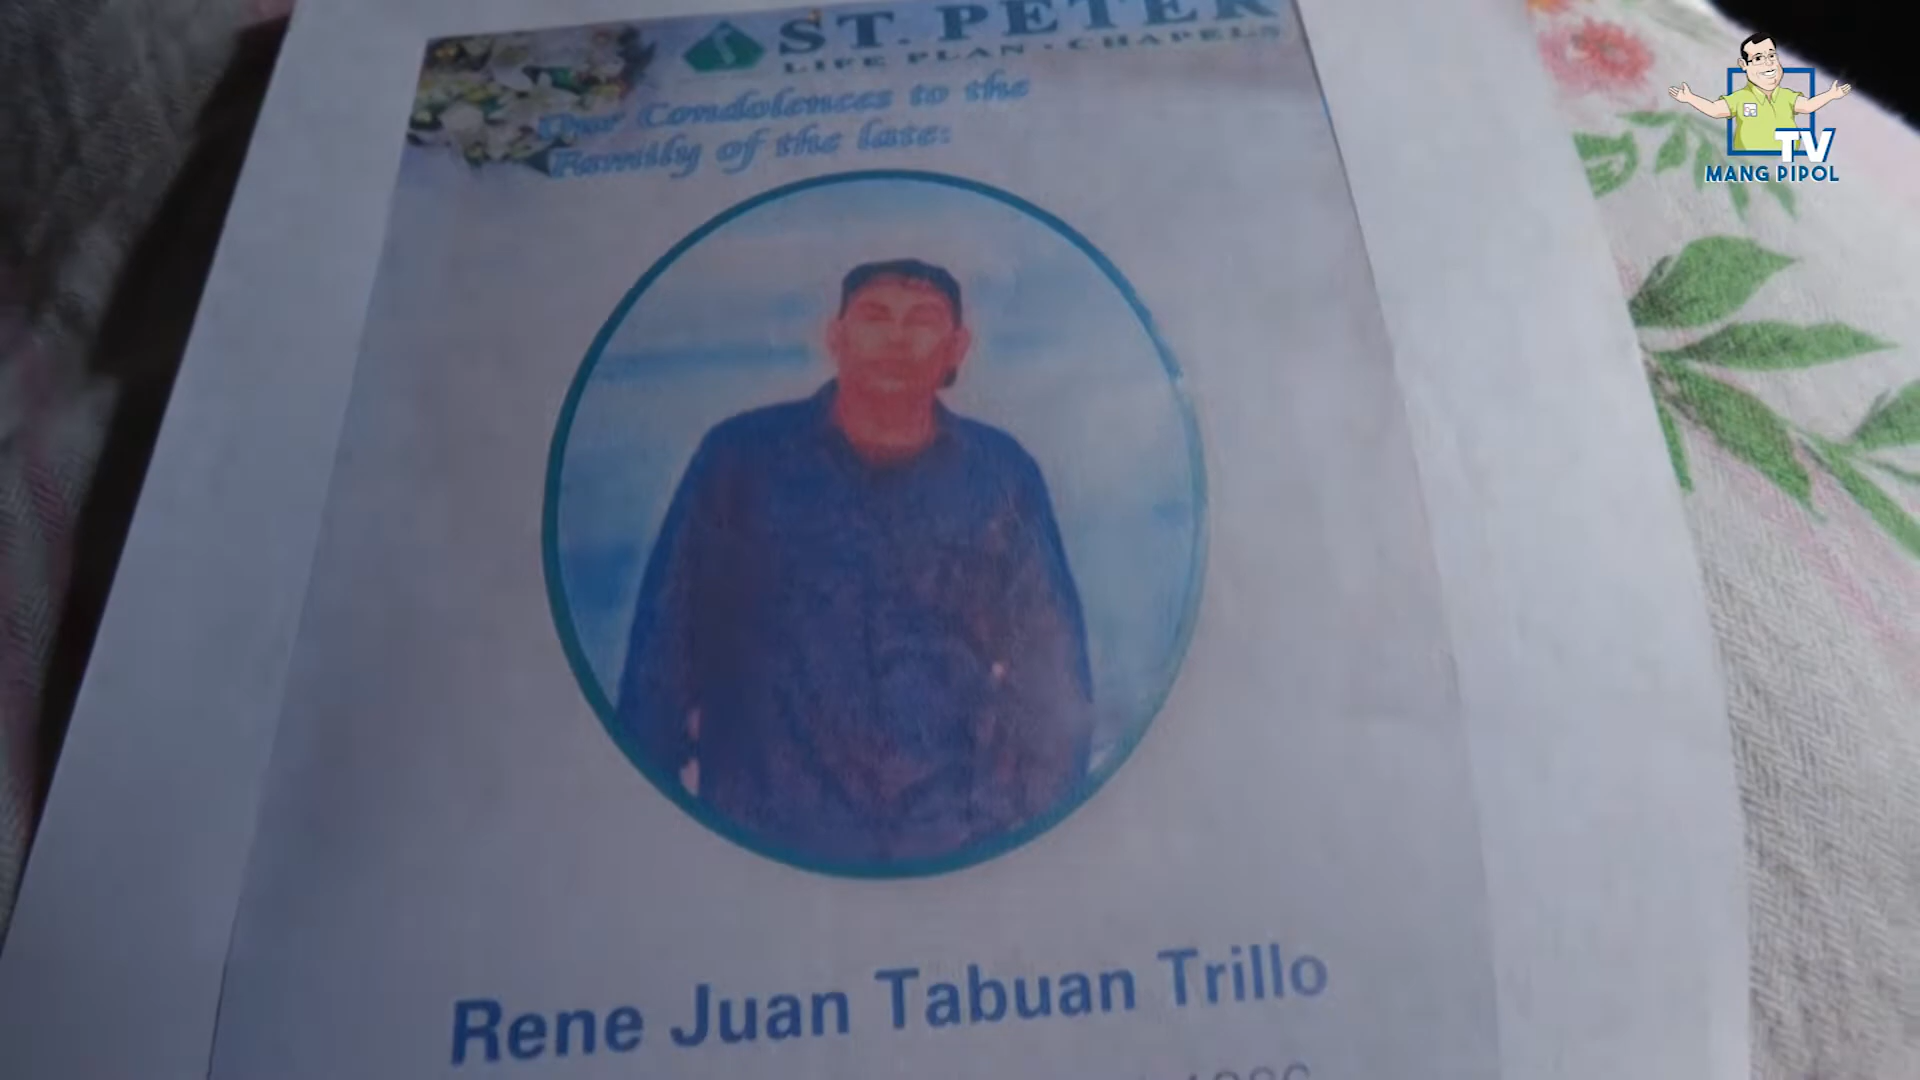 ST. PETER
LIFE PLAN · CHAPELS
Our Condolences to the
Family of the late:
TV
MANG PIPOL
Rene Juan Tabuan Trillo